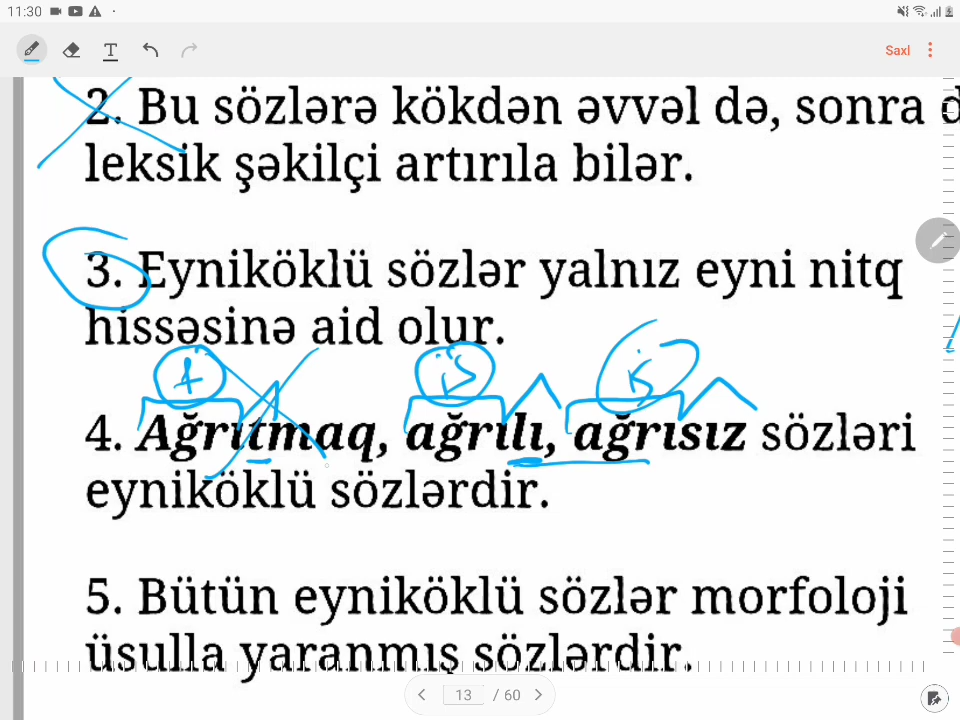 11:30
T
Saxl
2. Bu sözlərə kökdən əvvəl də, sonra d
leksik şəkilçi artırıla bilər.
3. Eyniköklü sözlər yalnız eyni nitq
hissəsinə aid olur.
4. Ağrıtmaq, ağrılı, ağrısız sözləri
eyniköklü sözlərdir.
5. Bütün eyniköklü sözlər morfoloji
üsulla yaranmış sözlərdir.
13 / 60